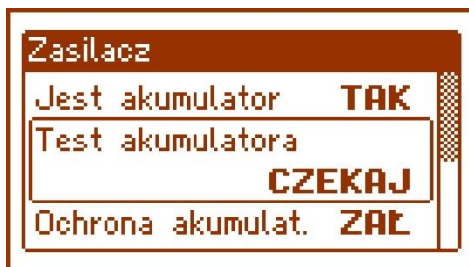 Zasilacz
Jest akumulator TAK
Test akumulatora
CZEKAJ
Ochrona akumulat. ZAŁ